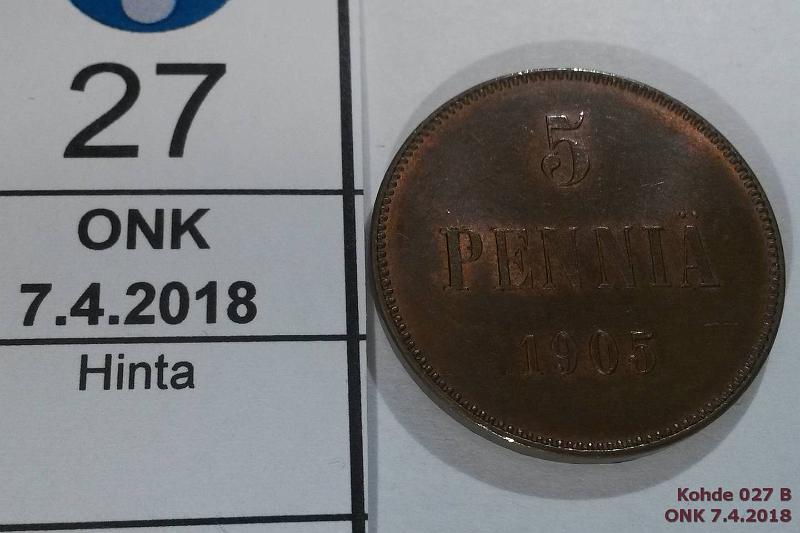 27
ONK
7.4.2018
Hinta
5
PENNIÄ
1905
Kohde 027 B
ONK 7.4.2018